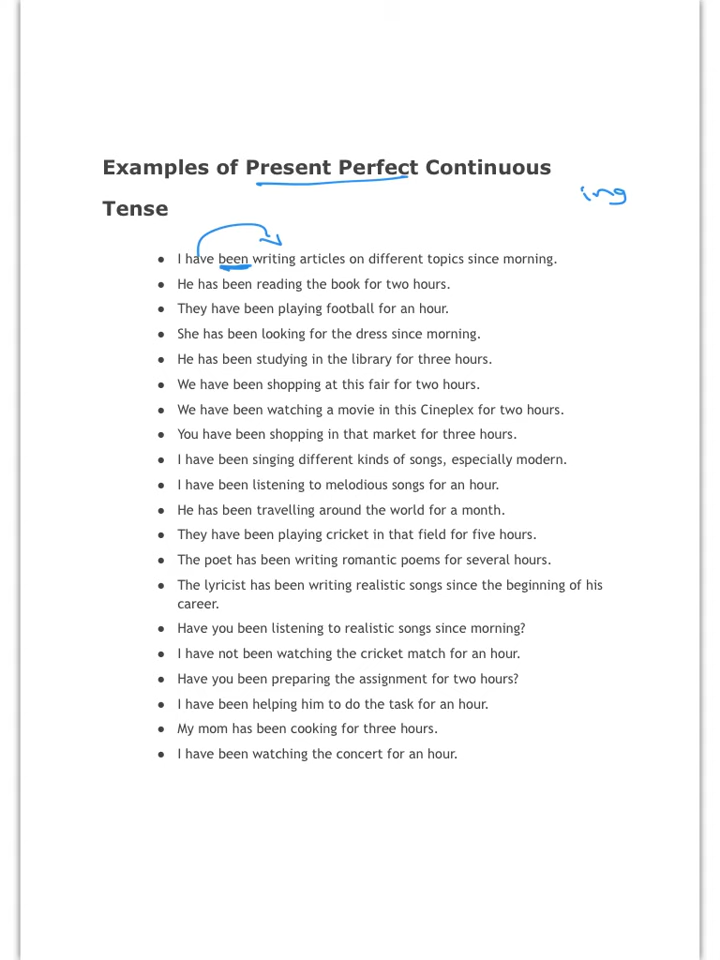 Examples of Present Perfect Continuous
ing
Tense
● I have been writing articles on different topics since morning.
● He has been reading the book for two hours.
● They have been playing football for an hour.
● She has been looking for the dress since morning.
● He has been studying in the library for three hours.
● We have been shopping at this fair for two hours.
● We have been watching a movie in this Cineplex for two hours.
● You have been shopping in that market for three hours.
● I have been singing different kinds of songs, especially modern.
● I have been listening to melodious songs for an hour.
● He has been travelling around the world for a month.
● They have been playing cricket in that field for five hours.
● The poet has been writing romantic poems for several hours.
● The lyricist has been writing realistic songs since the beginning of his
career.
● Have you been listening to realistic songs since morning?
● I have not been watching the cricket match for an hour.
● Have you been preparing the assignment for two hours?
● I have been helping him to do the task for an hour.
● My mom has been cooking for three hours.
● I have been watching the concert for an hour.